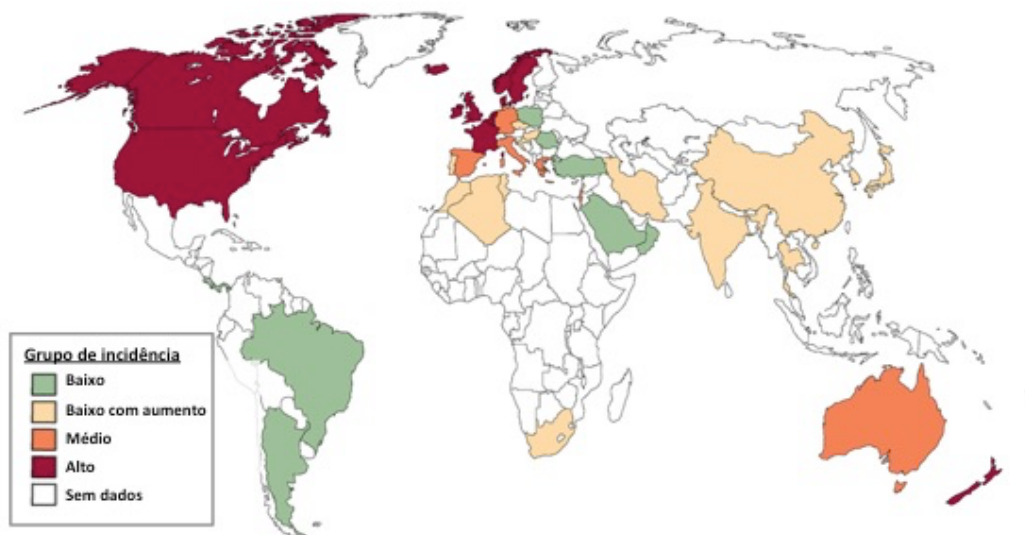 Grupo de incidência
Baixo
Baixo com aumento
Médio
Alto
Sem dados